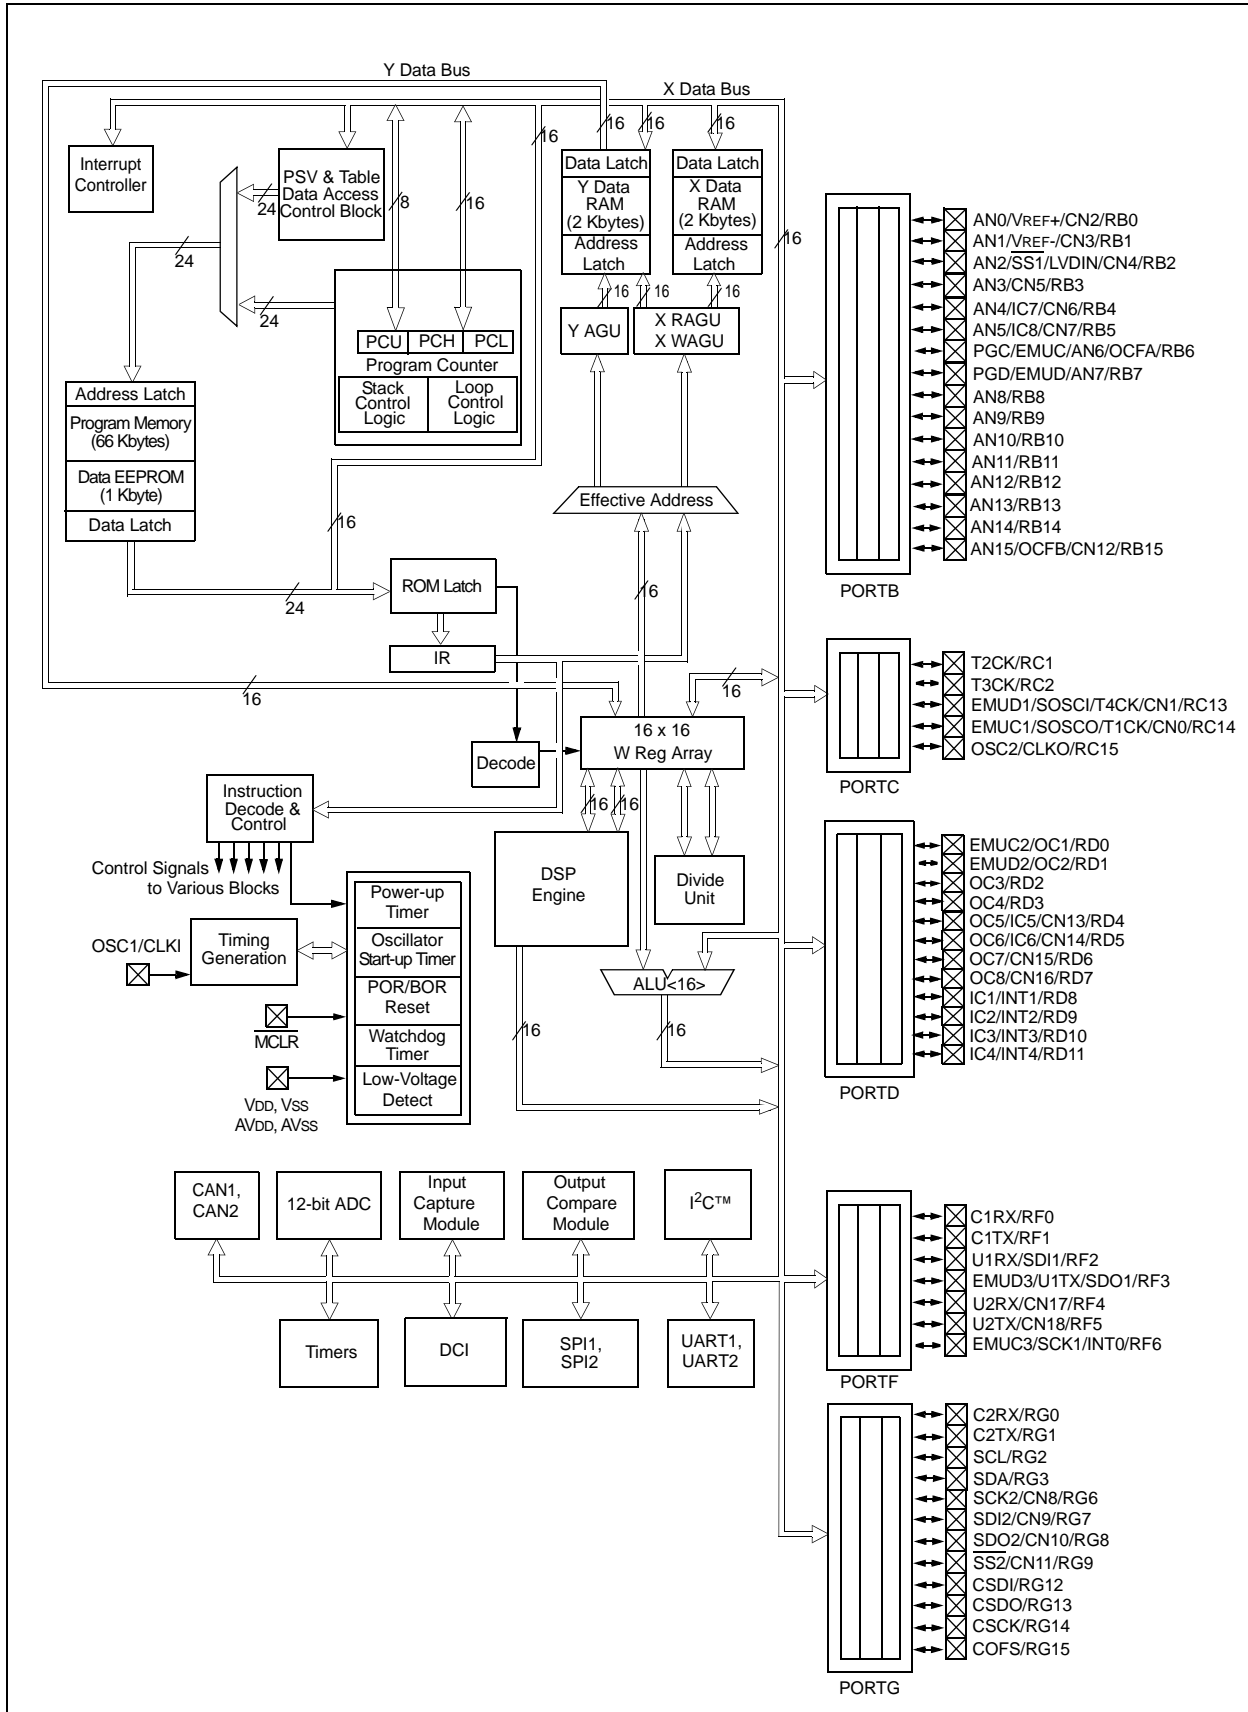 Y Data Bus
X Data Bus
16
16
16
16
Interrupt
Controller
PSV & Table
Data Access
Control Block
24
8
16
Data Latch
Y Data
RAM
(2 Kbytes)
Address
Latch
Data Latch
X Data
RAM
(2 Kbytes)
Address
Latch
16
24
24
16
16
16
Y AGU
X RAGU
X WAGU
PCU
PCH
PCL
Program Counter
Stack
Control
Logic
Loop
Control
Logic
Address Latch
Program Memory
(66 Kbytes)
Data EEPROM
(1 Kbyte)
Data Latch
16
Effective Address
24
ROM Latch
16
IR
16
16
16 x 16
W Reg Array
Decode
Instruction
Decode &
Control
16
16
Control Signals
to Various Blocks
DSP
Engine
Divide
Unit
Power-up
Timer
Oscillator
Start-up Timer
POR/BOR
Reset
Watchdog
Timer
Low-Voltage
Detect
OSC1/CLKI
Timing
Generation
MCLR
VDD, VSS
AVDD, AVSS
ALU<16>
16
16
CAN1,
CAN2
12-bit ADC
Input
Capture
Module
Output
Compare
Module
I2C™
Timers
DCI
SPI1,
SPI2
UART1,
UART2
AN0/VREF+/CN2/RB0
AN1/VREF-/CN3/RB1
AN2/SS1/LVDIN/CN4/RB2
AN3/CN5/RB3
AN4/IC7/CN6/RB4
AN5/IC8/CN7/RB5
PGC/EMUC/AN6/OCFA/RB6
PGD/EMUD/AN7/RB7
AN8/RB8
AN9/RB9
AN10/RB10
AN11/RB11
AN12/RB12
AN13/RB13
AN14/RB14
AN15/OCFB/CN12/RB15
PORTB
T2CK/RC1
T3CK/RC2
EMUD1/SOSCI/T4CK/CN1/RC13
EMUC1/SOSCO/T1CK/CN0/RC14
OSC2/CLKO/RC15
PORTC
EMUC2/OC1/RD0
EMUD2/OC2/RD1
OC3/RD2
OC4/RD3
OC5/IC5/CN13/RD4
OC6/IC6/CN14/RD5
OC7/CN15/RD6
OC8/CN16/RD7
IC1/INT1/RD8
IC2/INT2/RD9
IC3/INT3/RD10
IC4/INT4/RD11
PORTD
C1RX/RF0
C1TX/RF1
U1RX/SDI1/RF2
EMUD3/U1TX/SDO1/RF3
U2RX/CN17/RF4
U2TX/CN18/RF5
EMUC3/SCK1/INT0/RF6
PORTF
C2RX/RG0
C2TX/RG1
SCL/RG2
SDA/RG3
SCK2/CN8/RG6
SDI2/CN9/RG7
SDO2/CN10/RG8
SS2/CN11/RG9
CSDI/RG12
CSDO/RG13
CSCK/RG14
COFS/RG15
PORTG